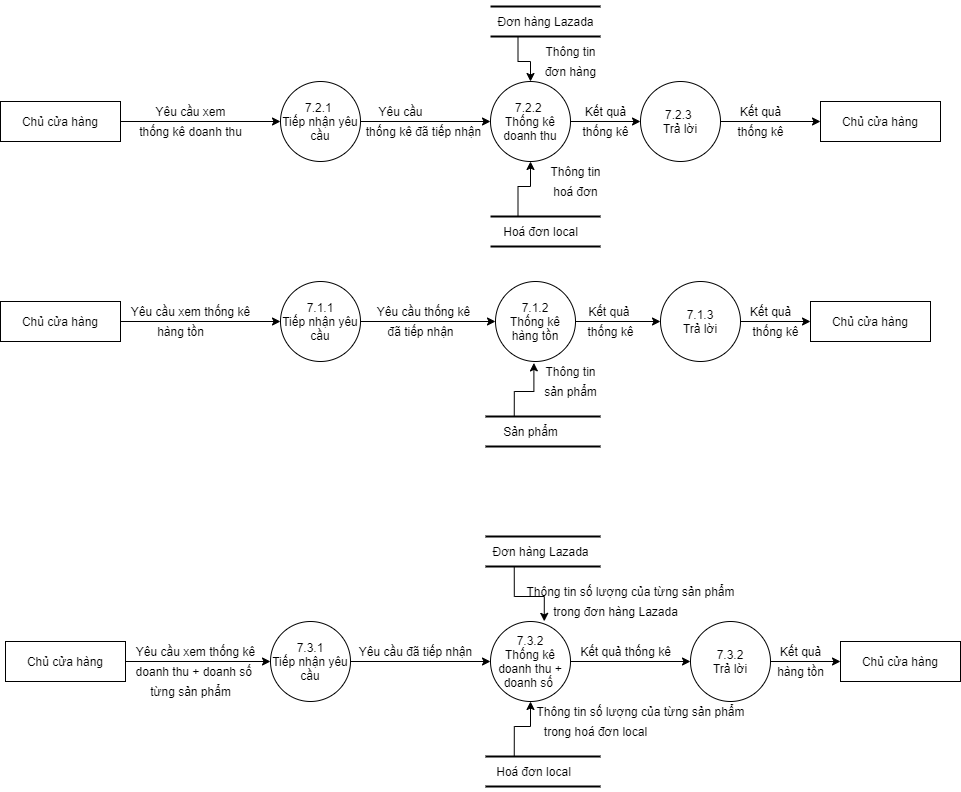 Đơn hàng Lazada
Thông tin
đơn hàng
Chủ cửa hàng
Yêu cầu xem
thống kê doanh thu
7.2.1
Tiếp nhận yêu
cầu
Yêu cầu
thống kê đã tiếp nhận
7.2.2
Thống kê
doanh thu
Kết quả
thống kê
7.2.3
Trả lời
Kết quả
thống kê
Chủ cửa hàng
Thông tin
hoá đơn
Hoá đơn local
Chủ cửa hàng
Yêu cầu xem thống kê
hàng tồn
7.1.1
Tiếp nhận yêu
cầu
Yêu cầu thống kê
đã tiếp nhận
7.1.2
Thống kê
hàng tồn
Kết quả
thống kê
7.1.3
Trả lời
Kết quả
thống kê
Chủ cửa hàng
Thông tin
sản phẩm
Sản phẩm
Đơn hàng Lazada
Thông tin số lượng của từng sản phẩm
trong đơn hàng Lazada
Chủ cửa hàng
Yêu cầu xem thống kê
doanh thu + doanh số
từng sản phẩm
7.3.1
Tiếp nhận yêu
cầu
Yêu cầu đã tiếp nhận
7.3.2
Thống kê
doanh thu +
doanh số
Kết quả thống kê
7.3.2
Trả lời
Kết quả
hàng tồn
Chủ cửa hàng
Thông tin số lượng của từng sản phẩm
trong hoá đơn local
Hoá đơn local